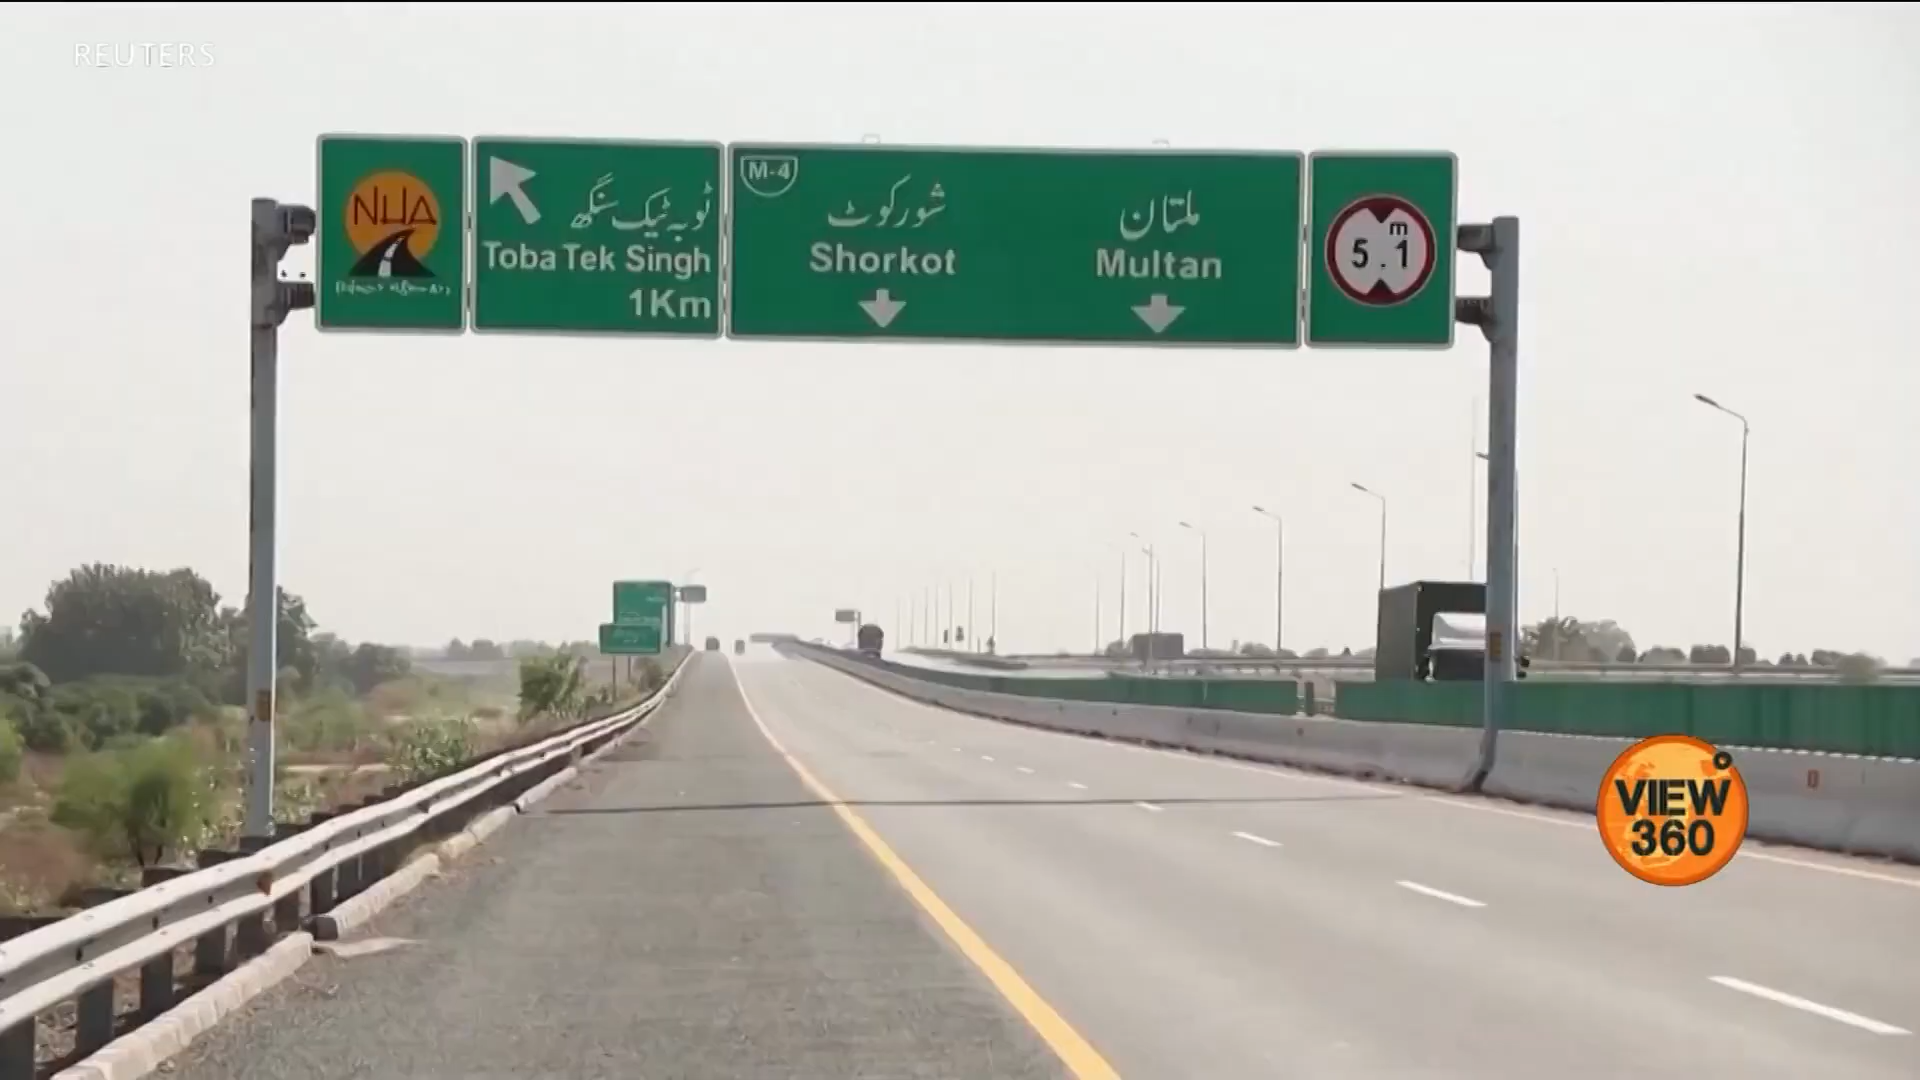 REUTERS
NHA
ٹوبہ ٹیک سنگھ
Toba Tek Singh
1Km
M-4
شورکوٹ
Shorkot
ملتان
Multan
5.1
m
VIEW
360°